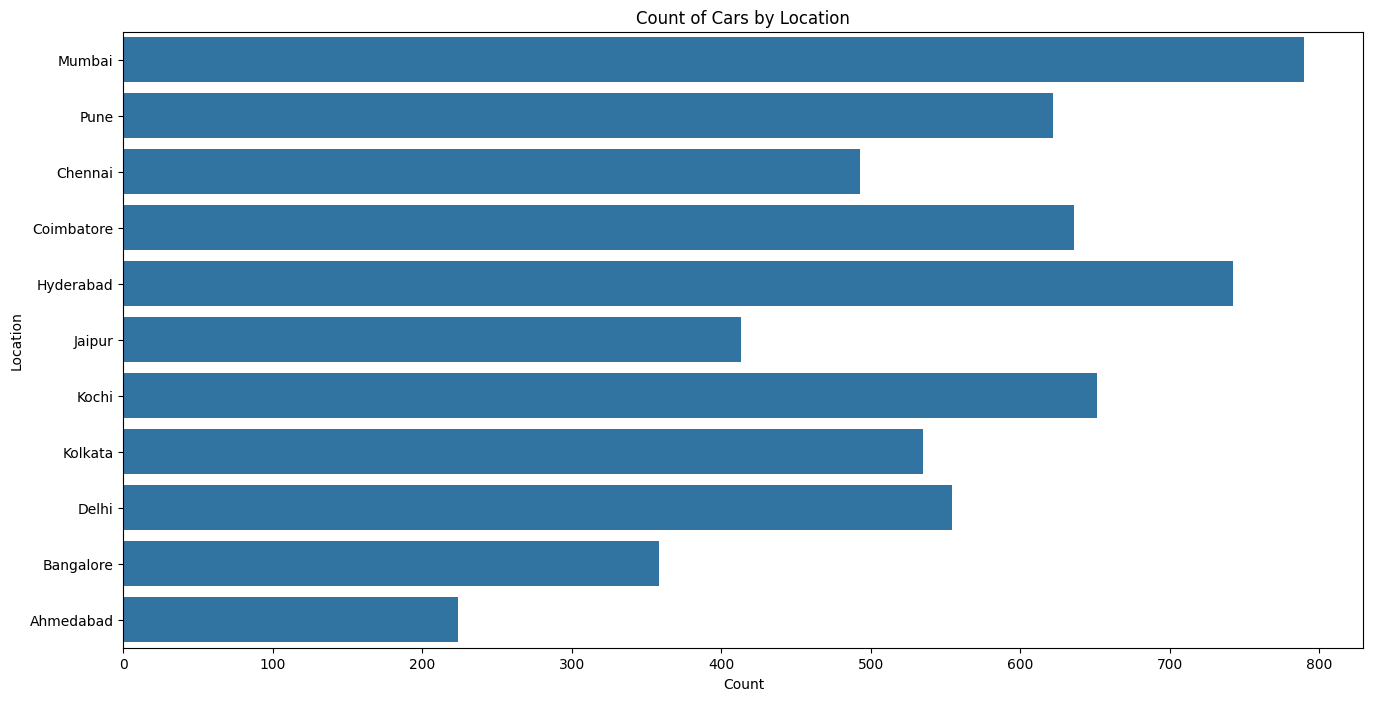 Count of Cars by Location
Location
Mumbai
Pune
Chennai
Coimbatore
Hyderabad
Jaipur
Kochi
Kolkata
Delhi
Bangalore
Ahmedabad
0 100 200 300 400 500 600 700 800
Count